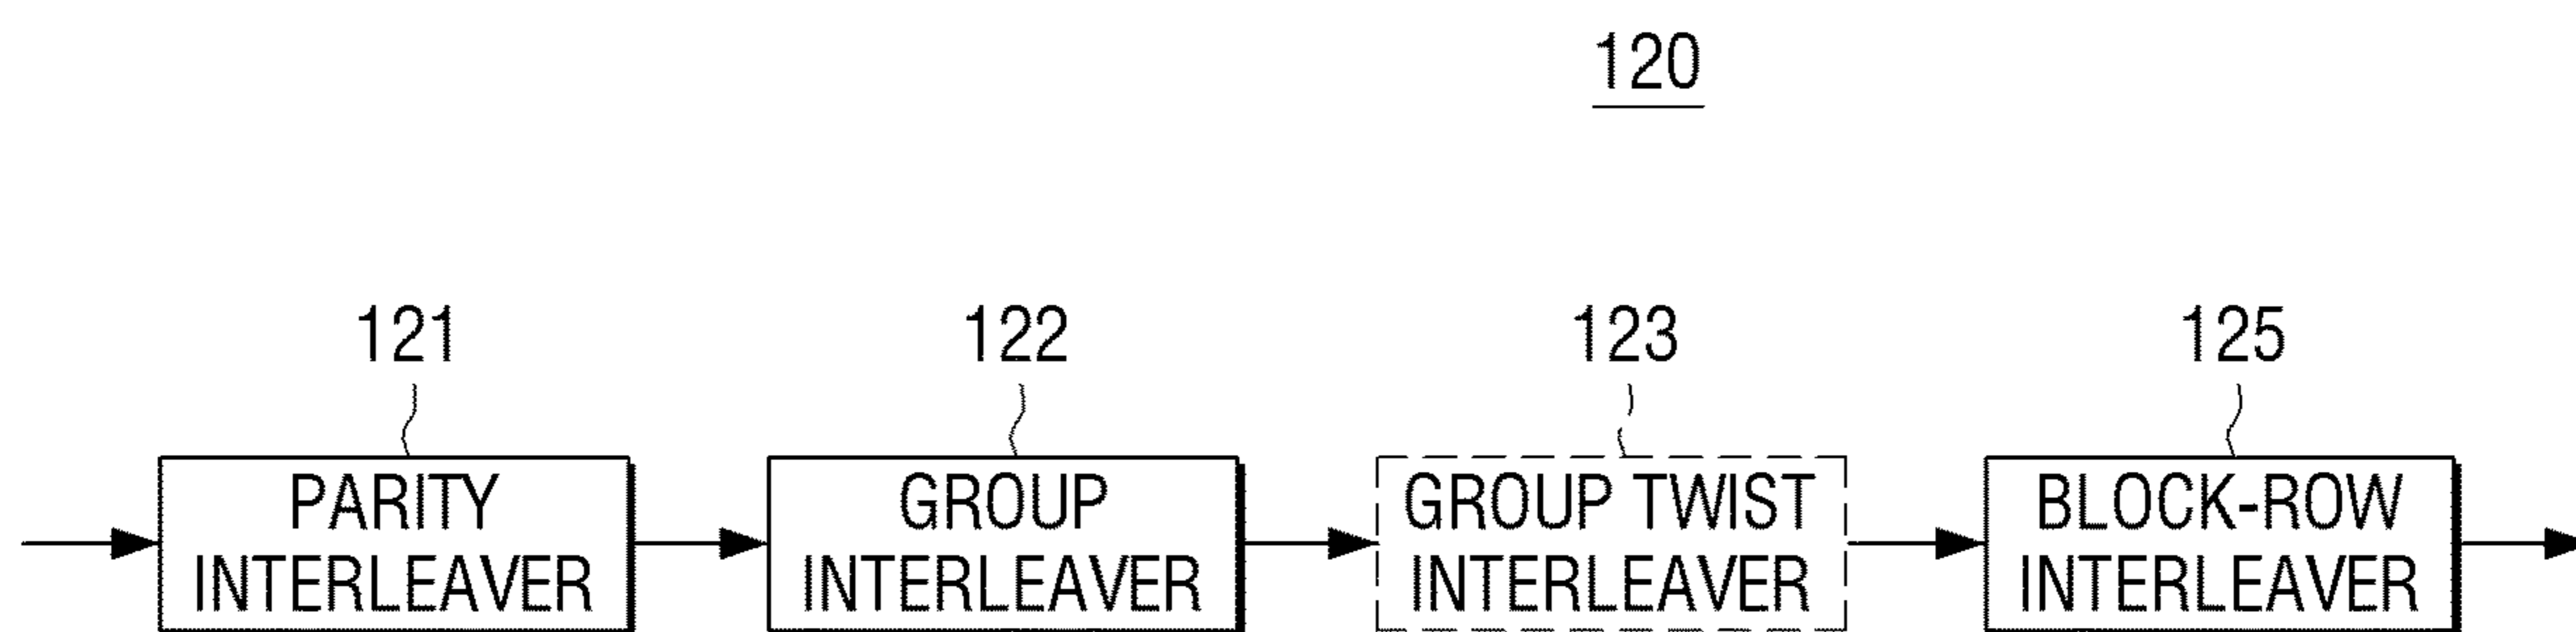 120
121
122
123
125
PARITY
INTERLEAVER
GROUP
INTERLEAVER
GROUP TWIST
INTERLEAVER
BLOCK-ROW
INTERLEAVER